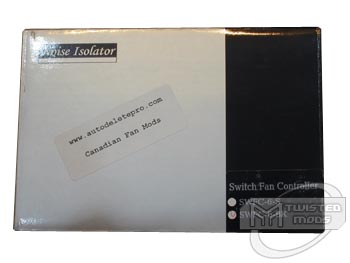 Noise Isolator
www.autodeletepro.com
Canadian Fan Mods
Switch Fan Controller
TWISTED
MODS